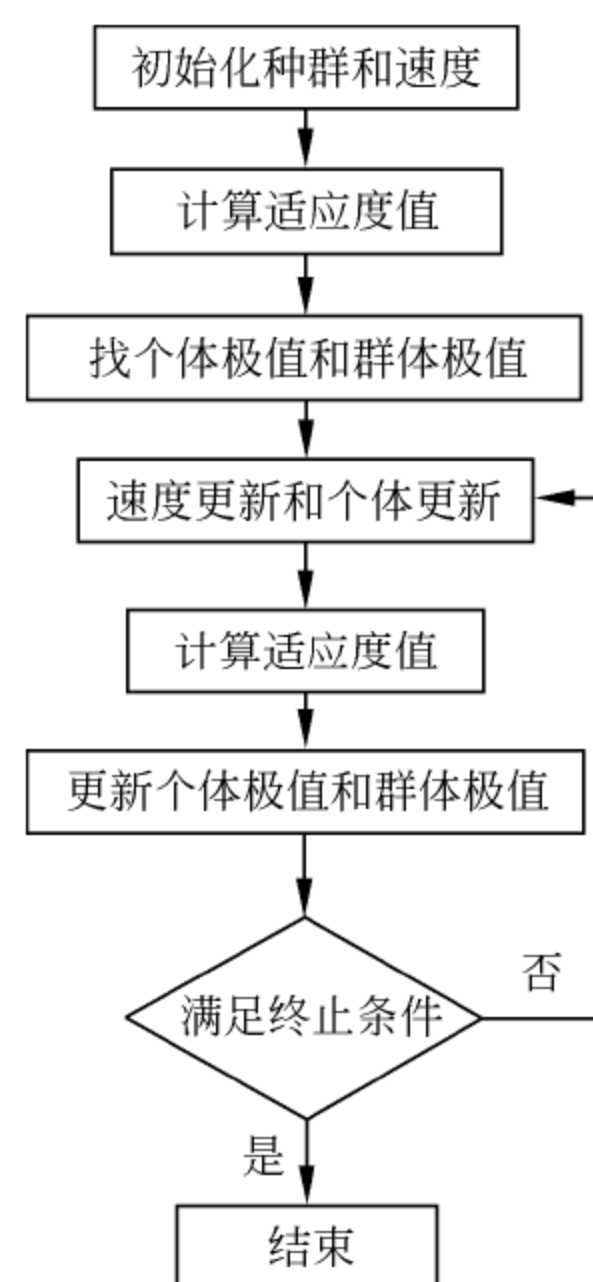 初始化种群和速度
计算适应度值
找个体极值和群体极值
速度更新和个体更新
计算适应度值
更新个体极值和群体极值
满足终止条件
否
是
结束